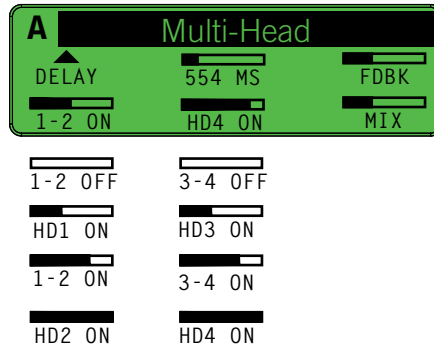 A Multi-Head
DELAY 554 MS FDBK
1-2 ON HD4 ON MIX
1-2 OFF 3-4 OFF
HD1 ON HD3 ON
1-2 ON 3-4 ON
HD2 ON HD4 ON